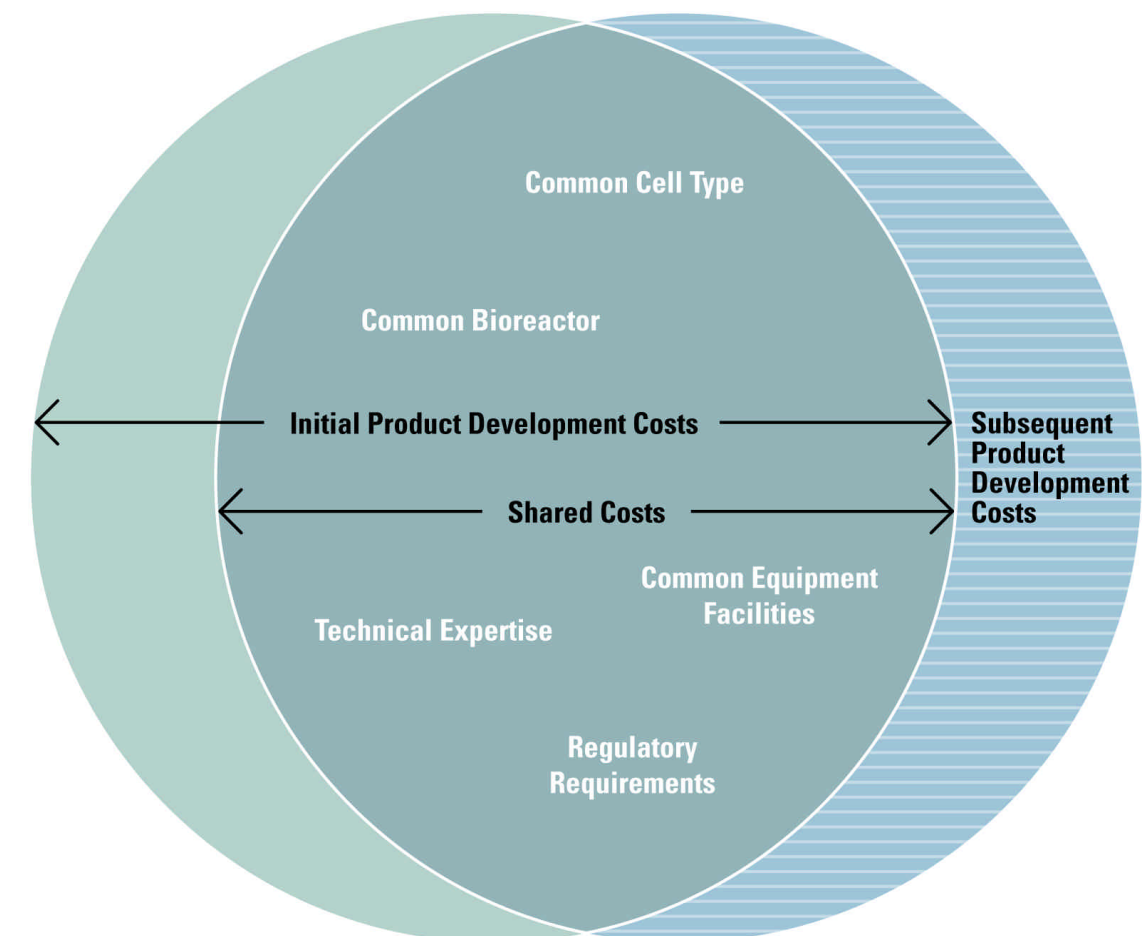 Common Cell Type
Common Bioreactor
Initial Product Development Costs
Subsequent
Product
Development
Costs
Shared Costs
Common Equipment
Facilities
Technical Expertise
Regulatory
Requirements